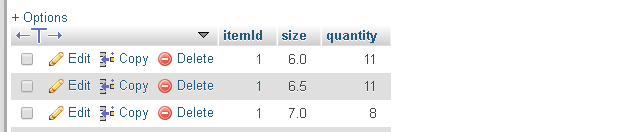 + Options
←T→ itemId size quantity
Edit Copy Delete 1 6.0 11
Edit Copy Delete 1 6.5 11
Edit Copy Delete 1 7.0 8